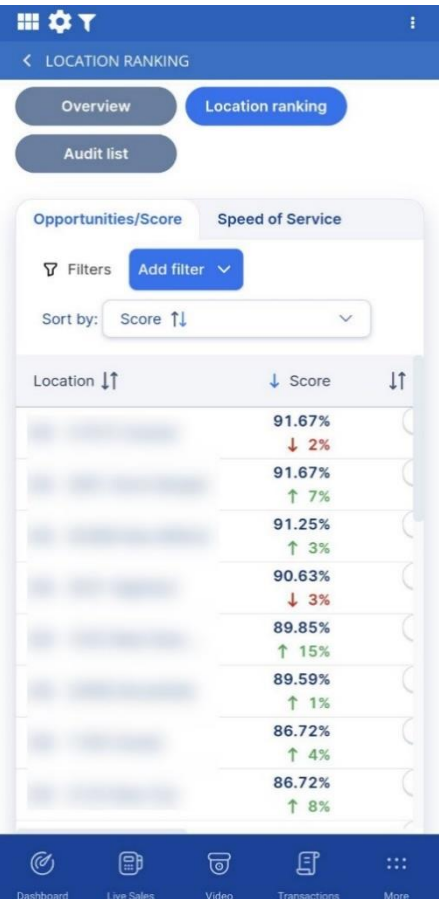 LOCATION RANKING
Overview Location ranking
Audit list
Opportunities/Score Speed of Service
Filters Add filter
Sort by: Score ↑↓
Location ↓↑ ↓ Score ↓↑
91.67%
↓ 2%
91.67%
↑ 7%
91.25%
↑ 3%
90.63%
↓ 3%
89.85%
↑ 15%
89.59%
↑ 1%
86.72%
↑ 4%
86.72%
↑ 8%
Dashboard Live Sales Video Transactions More